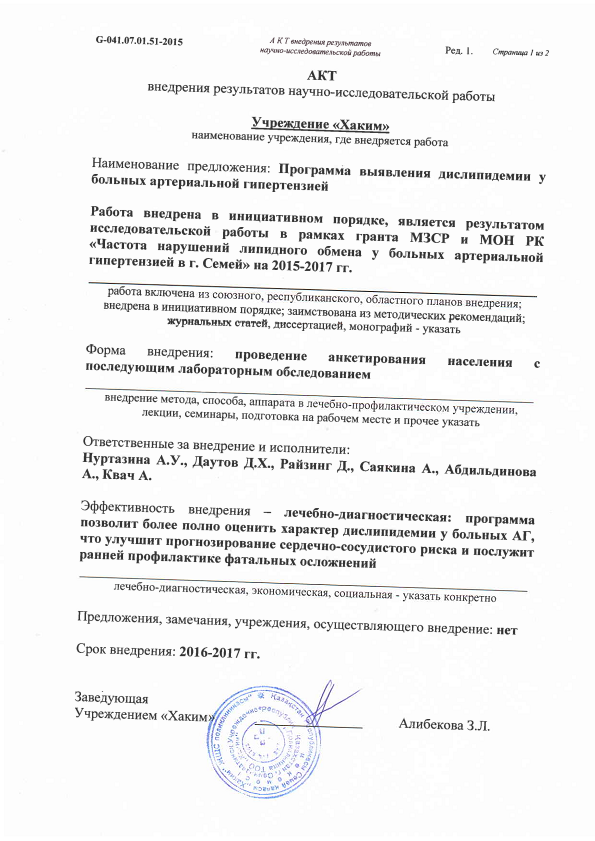 G-041.07.01.51-2015
А К Т внедрения результатов
научно-исследовательской работы
Ред. 1.
Страница 1 из 2
АКТ
внедрения результатов научно-исследовательской работы
Учреждение «Хаким»
наименование учреждения, где внедряется работа
Наименование предложения: Программа выявления дислипидемии у
больных артериальной гипертензией
Работа внедрена в инициативном порядке, является результатом
исследовательской работы в рамках гранта МЗСР и МОН РК
«Частота нарушений липидного обмена у больных артериальной
гипертензией в г. Семей» на 2015-2017 гг.
работа включена из союзного, республиканского, областного планов внедрения;
внедрена в инициативном порядке; заимствована из методических рекомендаций;
журнальных статей, диссертацией, монографий - указать
Форма внедрения: проведение анкетирования населения с
последующим лабораторным обследованием
внедрение метода, способа, аппарата в лечебно-профилактическом учреждении,
лекции, семинары, подготовка на рабочем месте и прочее указать
Ответственные за внедрение и исполнители:
Нуртазина А.У., Даутов Д.Х., Райзинг Д., Саякина А., Абдильдинова
А., Квач А.
Эффективность внедрения – лечебно-диагностическая: программа
позволит более полно оценить характер дислипидемии у больных АГ,
что улучшит прогнозирование сердечно-сосудистого риска и послужит
ранней профилактике фатальных осложнений
лечебно-диагностическая, экономическая, социальная - указать конкретно
Предложения, замечания, учреждения, осуществляющего внедрение: нет
Срок внедрения: 2016-2017 гг.
Заведующая
Учреждением «Хаким»
Алибекова З.Л.